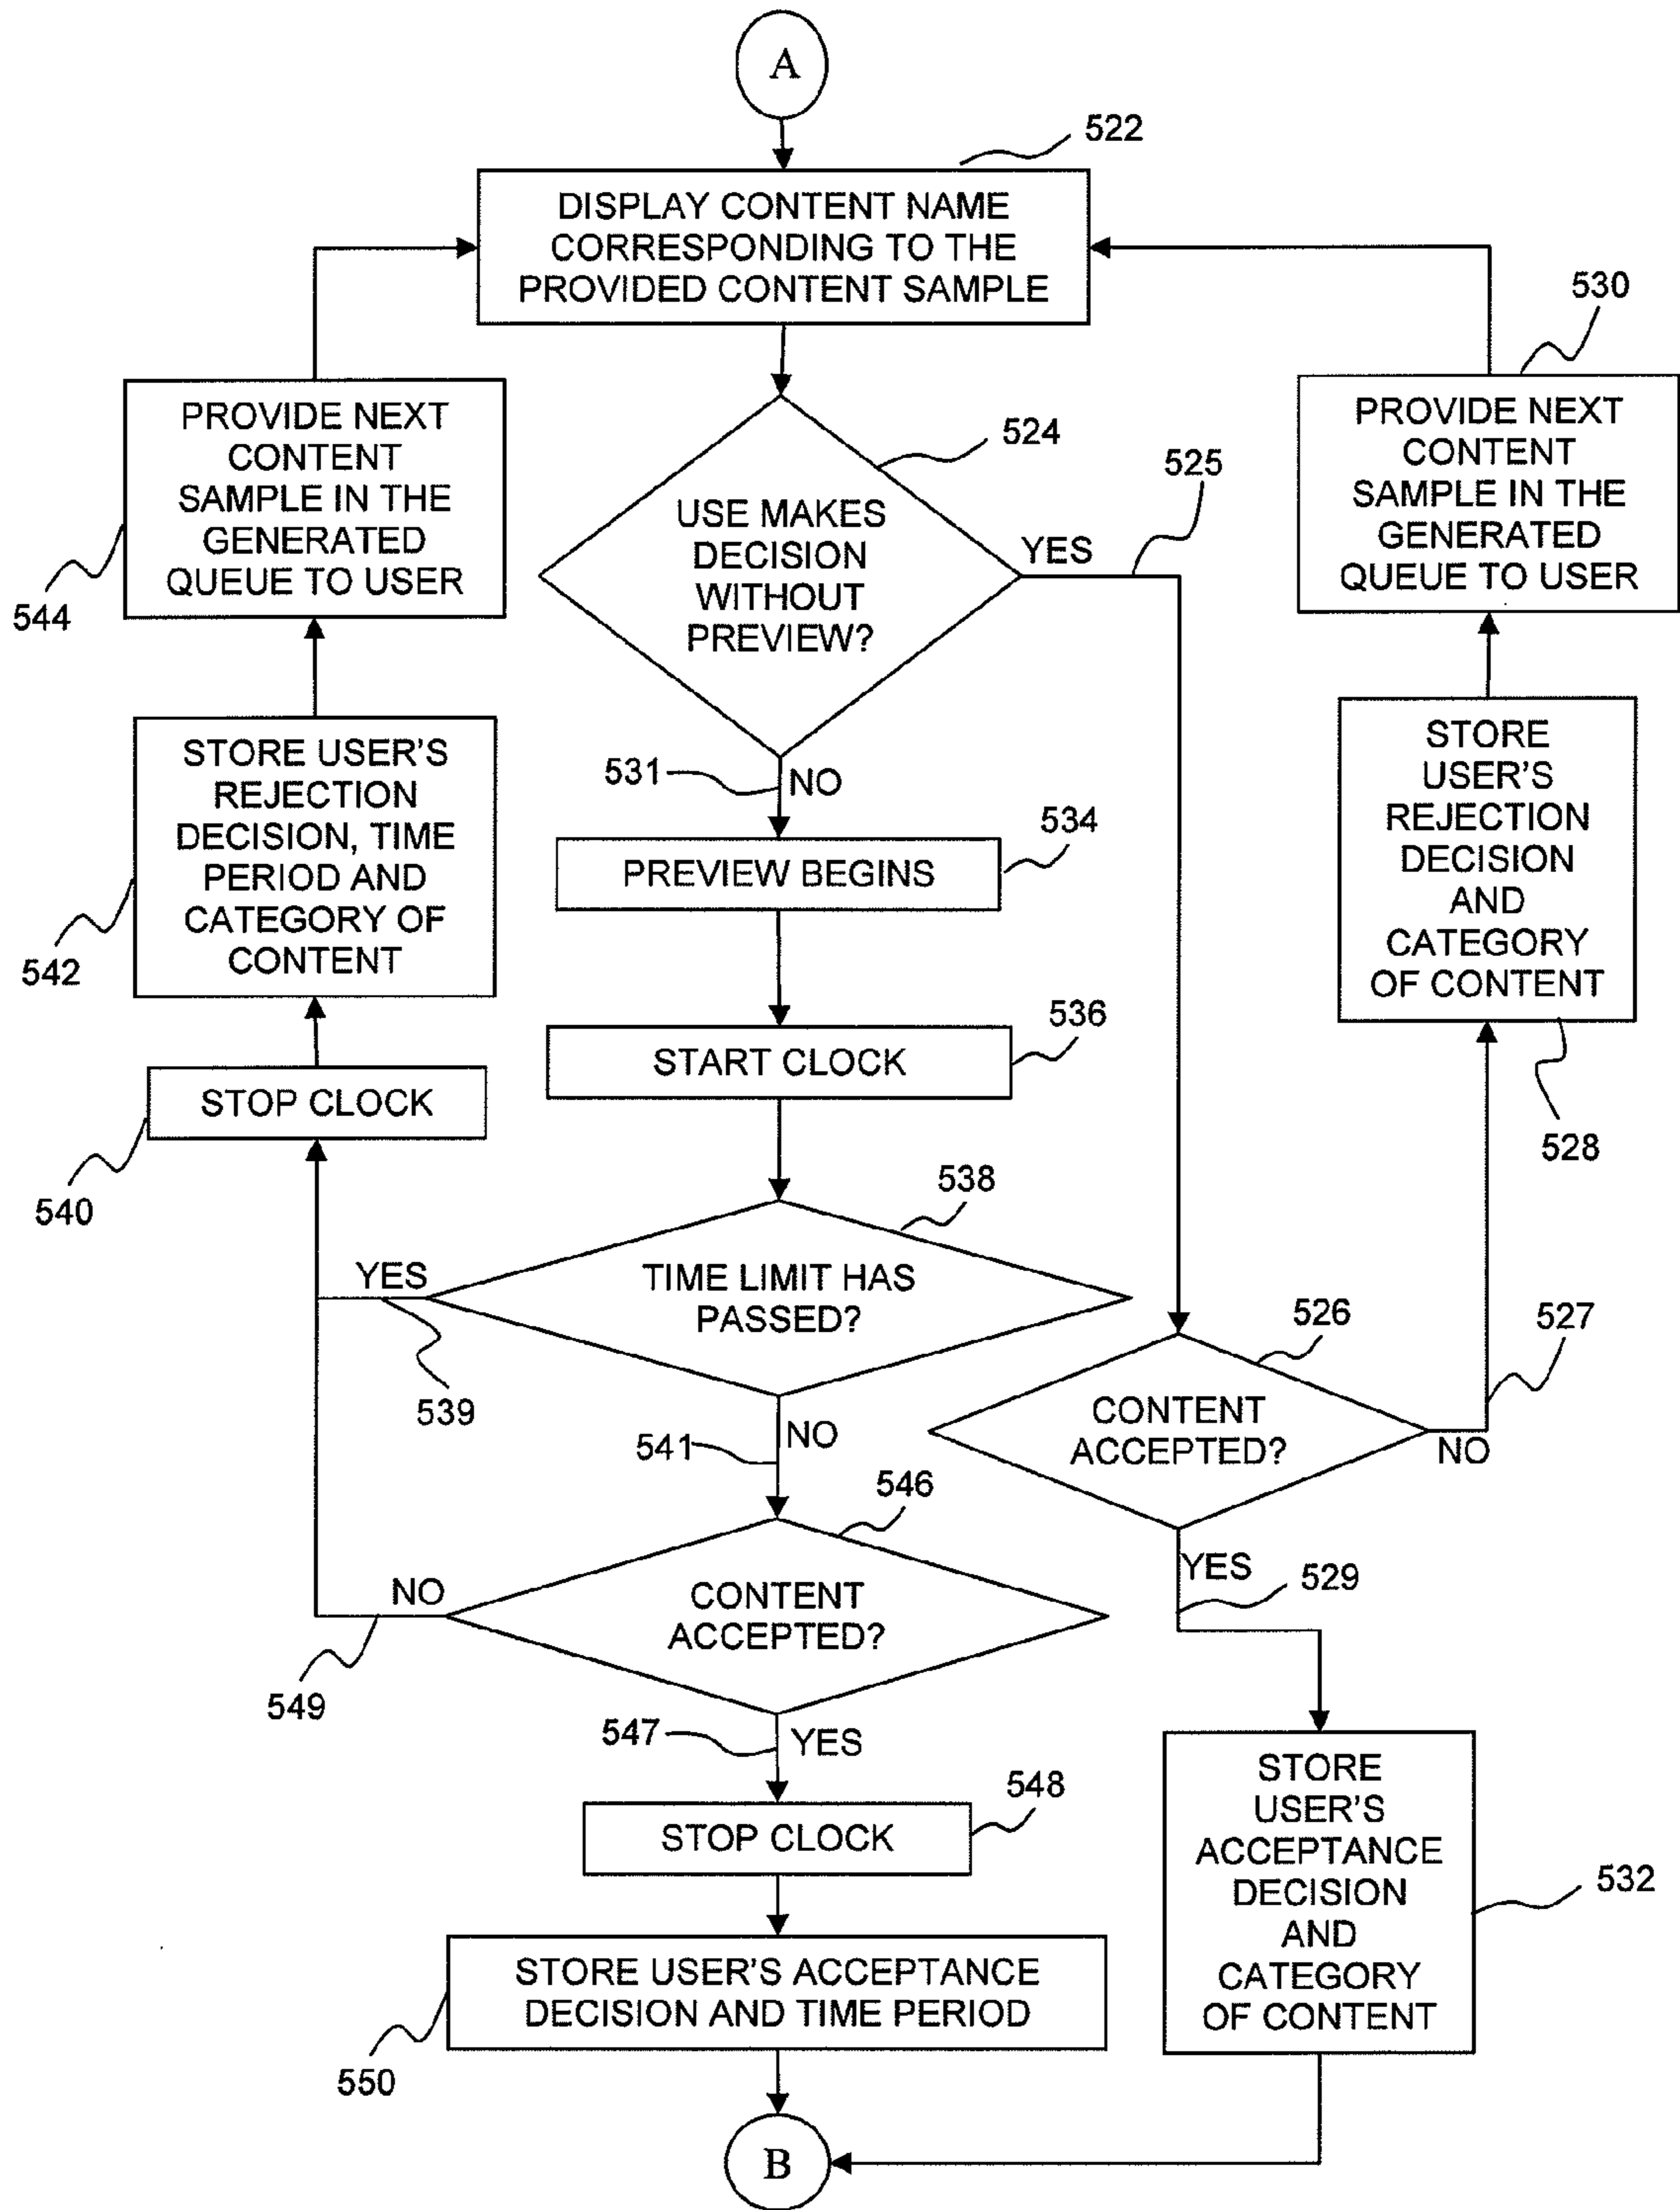 A
522
DISPLAY CONTENT NAME
CORRESPONDING TO THE
PROVIDED CONTENT SAMPLE
530
PROVIDE NEXT
CONTENT
SAMPLE IN THE
GENERATED
QUEUE TO USER
544
524
USE MAKES
DECISION
WITHOUT
PREVIEW?
YES
525
PROVIDE NEXT
CONTENT
SAMPLE IN THE
GENERATED
QUEUE TO USER
STORE USER'S
REJECTION
DECISION, TIME
PERIOD AND
CATEGORY OF
CONTENT
542
531
NO
534
PREVIEW BEGINS
STORE
USER'S
REJECTION
DECISION
AND
CATEGORY
OF CONTENT
528
536
START CLOCK
STOP CLOCK
540
538
TIME LIMIT HAS
PASSED?
YES
539
541
NO
526
527
CONTENT
ACCEPTED?
NO
546
CONTENT
ACCEPTED?
NO
549
YES
529
547
YES
548
STOP CLOCK
STORE
USER'S
ACCEPTANCE
DECISION
AND
CATEGORY
OF CONTENT
532
STORE USER'S ACCEPTANCE
DECISION AND TIME PERIOD
550
B